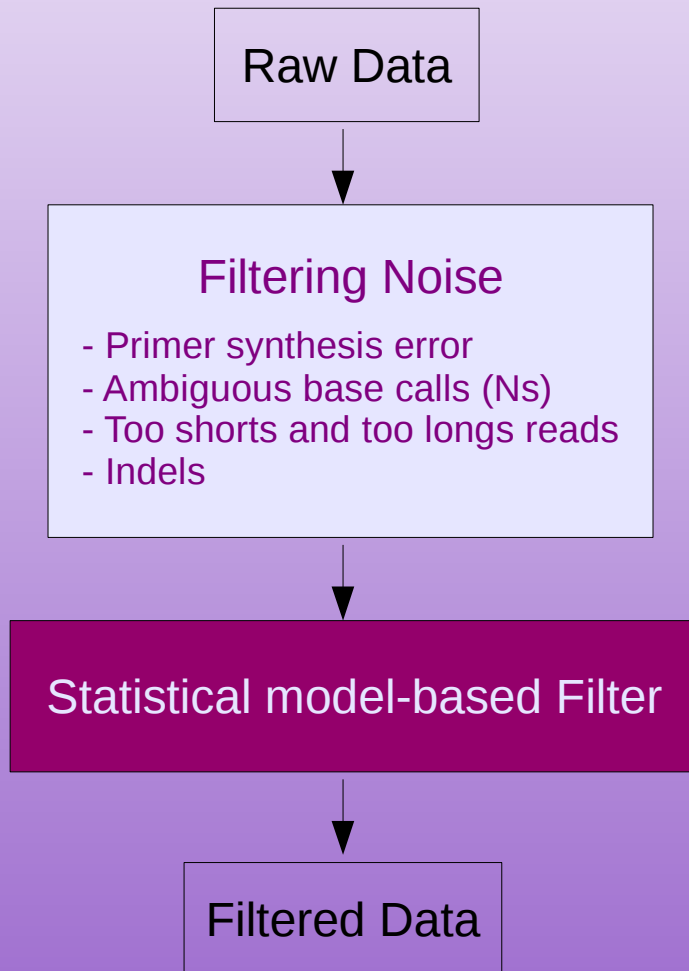 Raw Data
Filtering Noise
- Primer synthesis error
- Ambiguous base calls (Ns)
- Too shorts and too longs reads
- Indels
Statistical model-based Filter
Filtered Data